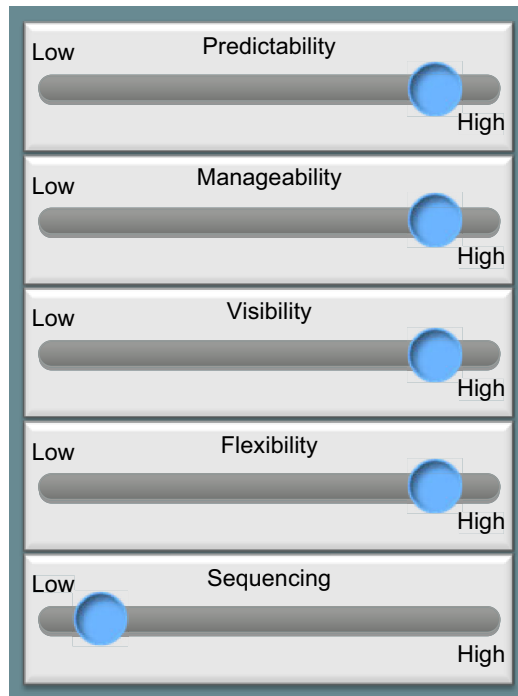 Predictability
Low
High
Manageability
Low
High
Visibility
Low
High
Flexibility
Low
High
Sequencing
Low
High